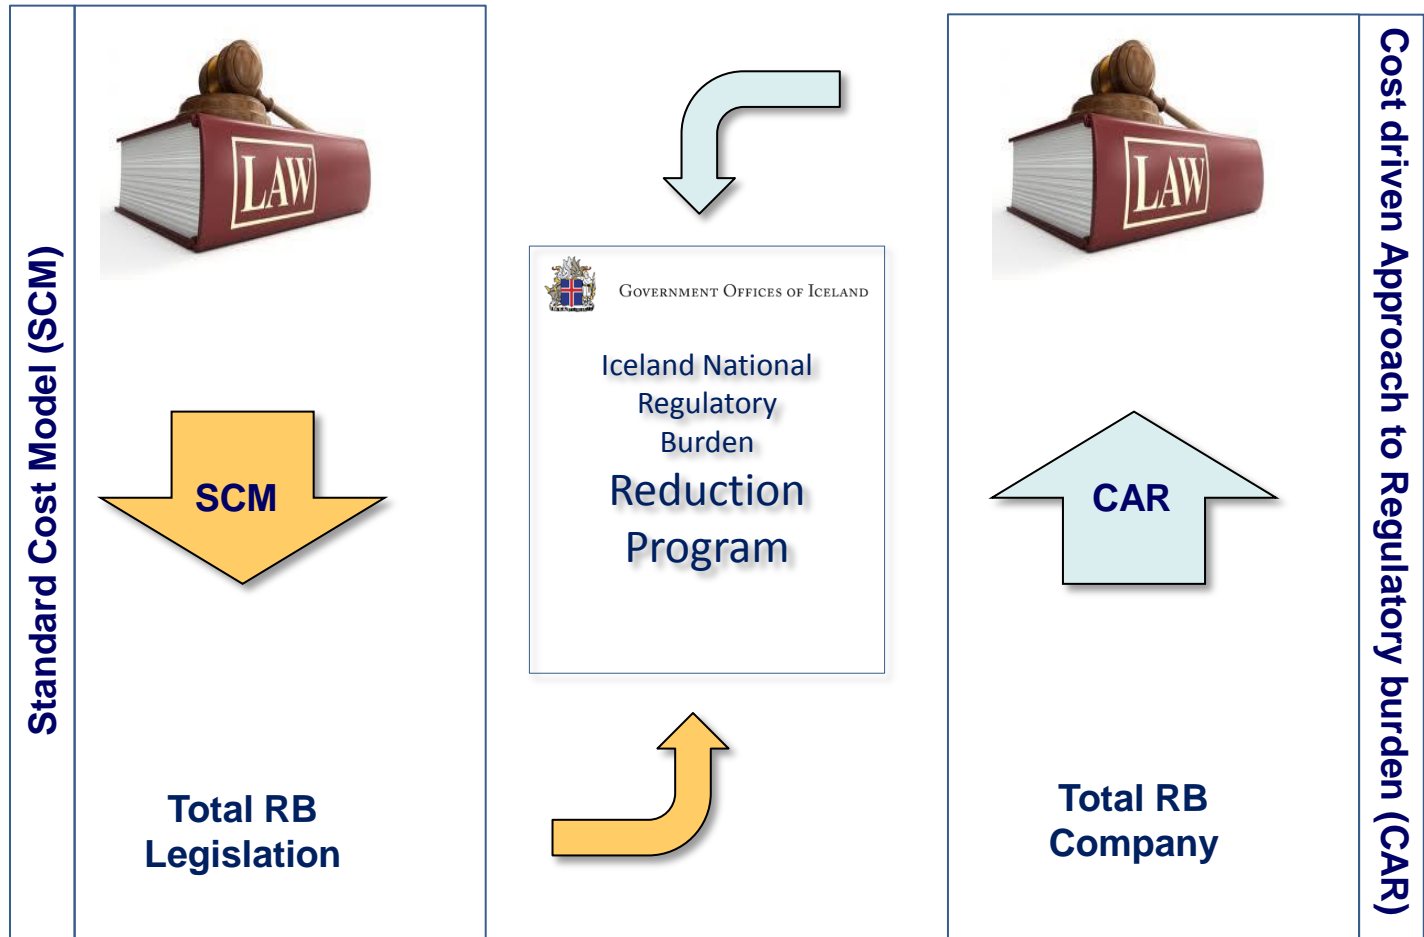 Standard Cost Model (SCM)
LAW
SCM
Total RB
Legislation
GOVERNMENT OFFICES OF ICELAND
Iceland National
Regulatory
Burden
Reduction
Program
LAW
CAR
Total RB
Company
Cost driven Approach to Regulatory burden (CAR)